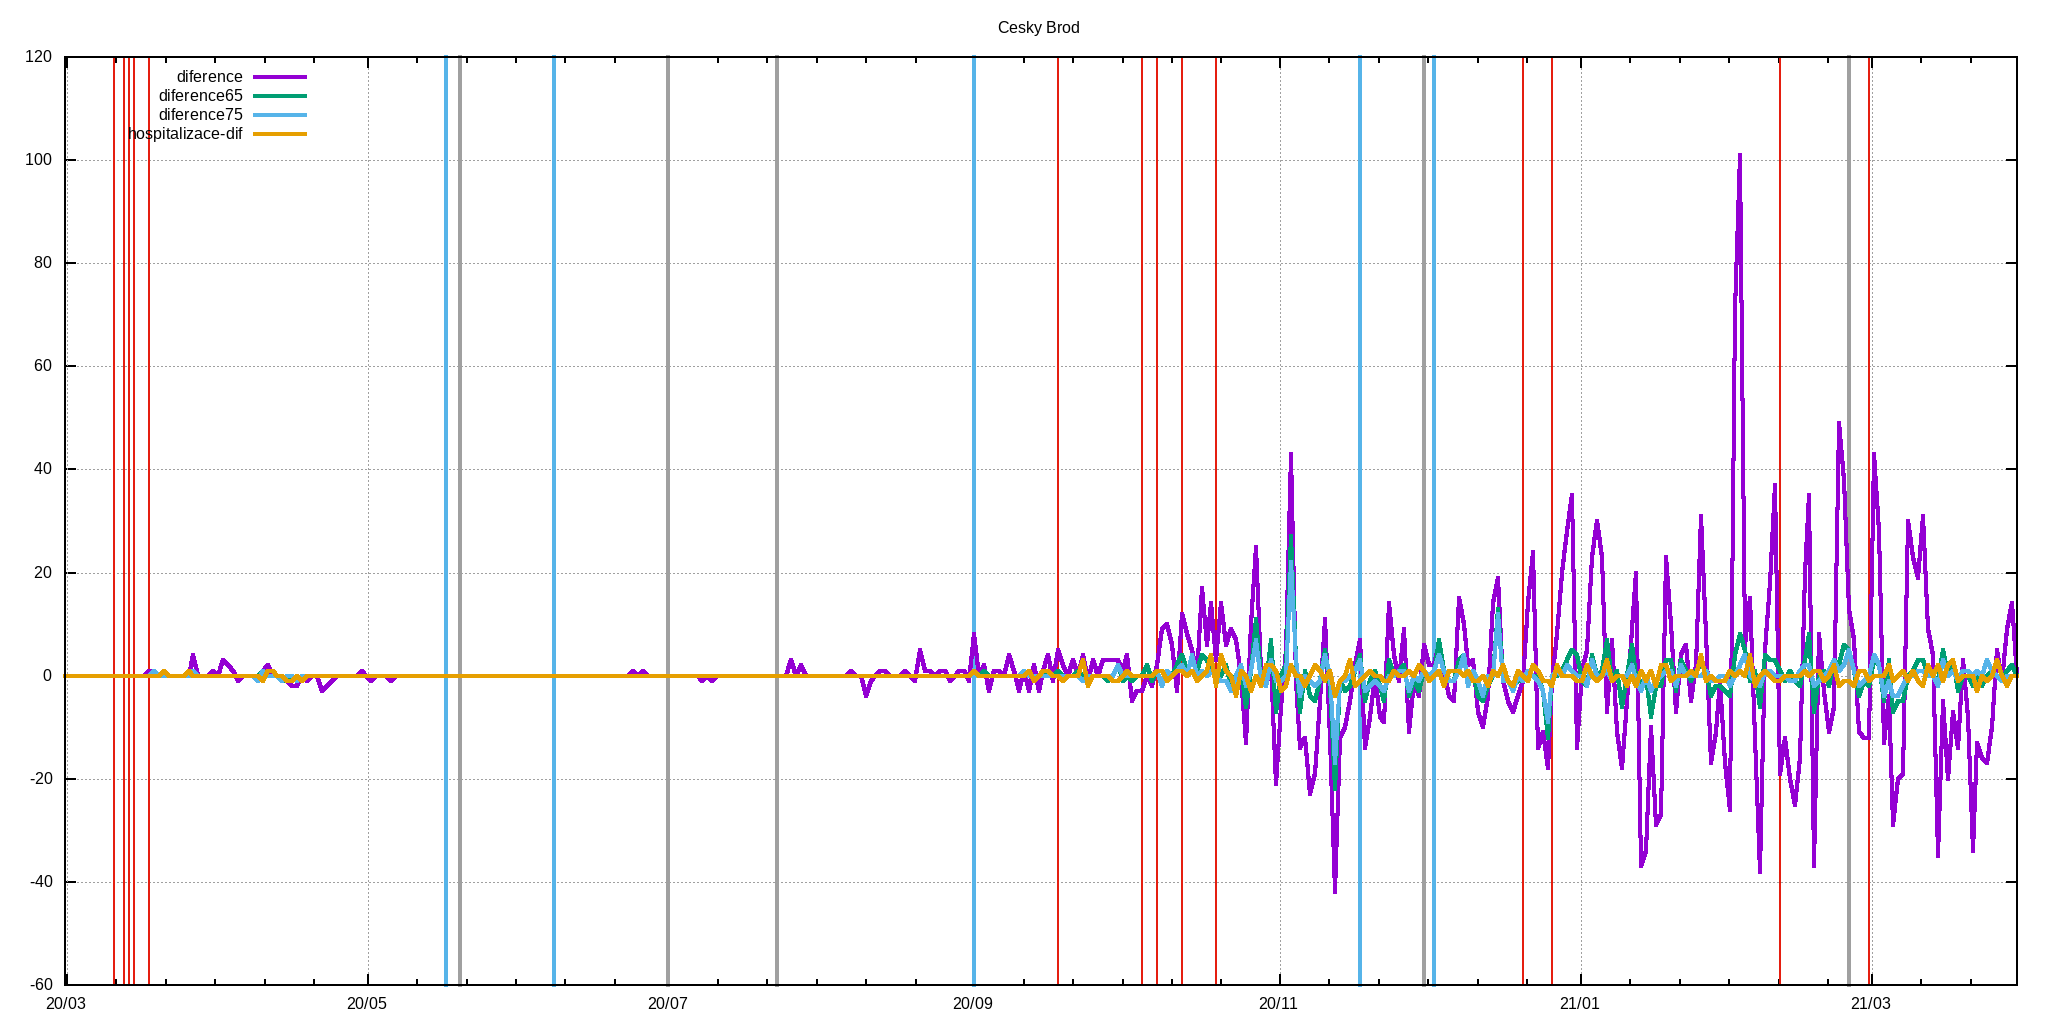 Cesky Brod
120
100
80
60
40
20
0
-20
-40
-60
diference
diference65
diference75
hospitalizace-dif
20/03 20/05 20/07 20/09 20/11 21/01 21/03